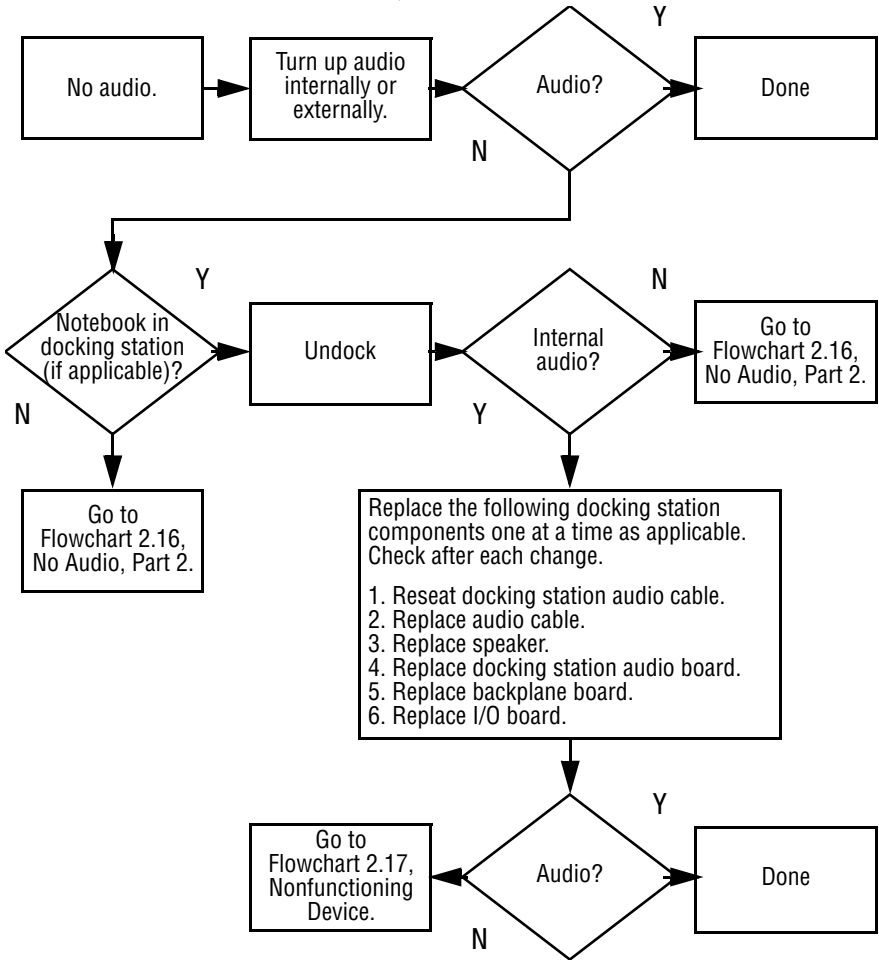 Y
No audio.
Turn up audio
internally or
externally.
Audio?
Done
N
Y
Notebook in
docking station
(if applicable)?
Undock
Internal
audio?
N
Go to
Flowchart 2.16,
No Audio, Part 2.
N
Y
Go to
Flowchart 2.16,
No Audio, Part 2.
Replace the following docking station
components one at a time as applicable.
Check after each change.
1. Reseat docking station audio cable.
2. Replace audio cable.
3. Replace speaker.
4. Replace docking station audio board.
5. Replace backplane board.
6. Replace I/O board.
Y
Go to
Flowchart 2.17,
Nonfunctioning
Device.
Audio?
Done
N